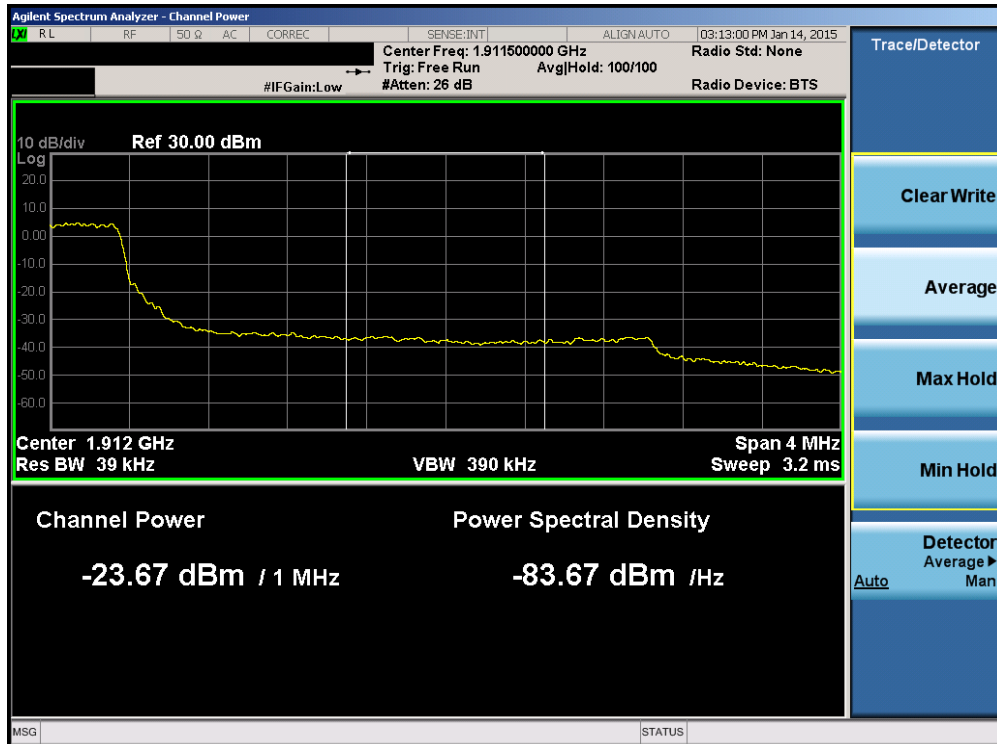 Agilent Spectrum Analyzer - Channel Power
LXI RL RF 50 Ω AC CORREC SENSE:INT ALIGN AUTO 03:13:00 PM Jan 14, 2015
Center Freq: 1.911500000 GHz Radio Std: None
Trig: Free Run Avg|Hold: 100/100
#IFGain:Low #Atten: 26 dB Radio Device: BTS
10 dB/div Ref 30.00 dBm
Log
20.0
10.0
0.00
-10.0
-20.0
-30.0
-40.0
-50.0
-60.0
Center 1.912 GHz Span 4 MHz
Res BW 39 kHz VBW 390 kHz Sweep 3.2 ms
Channel Power Power Spectral Density
-23.67 dBm / 1 MHz -83.67 dBm /Hz
MSG STATUS
Trace/Detector
Clear Write
Average
Max Hold
Min Hold
Detector
Average
Auto Man